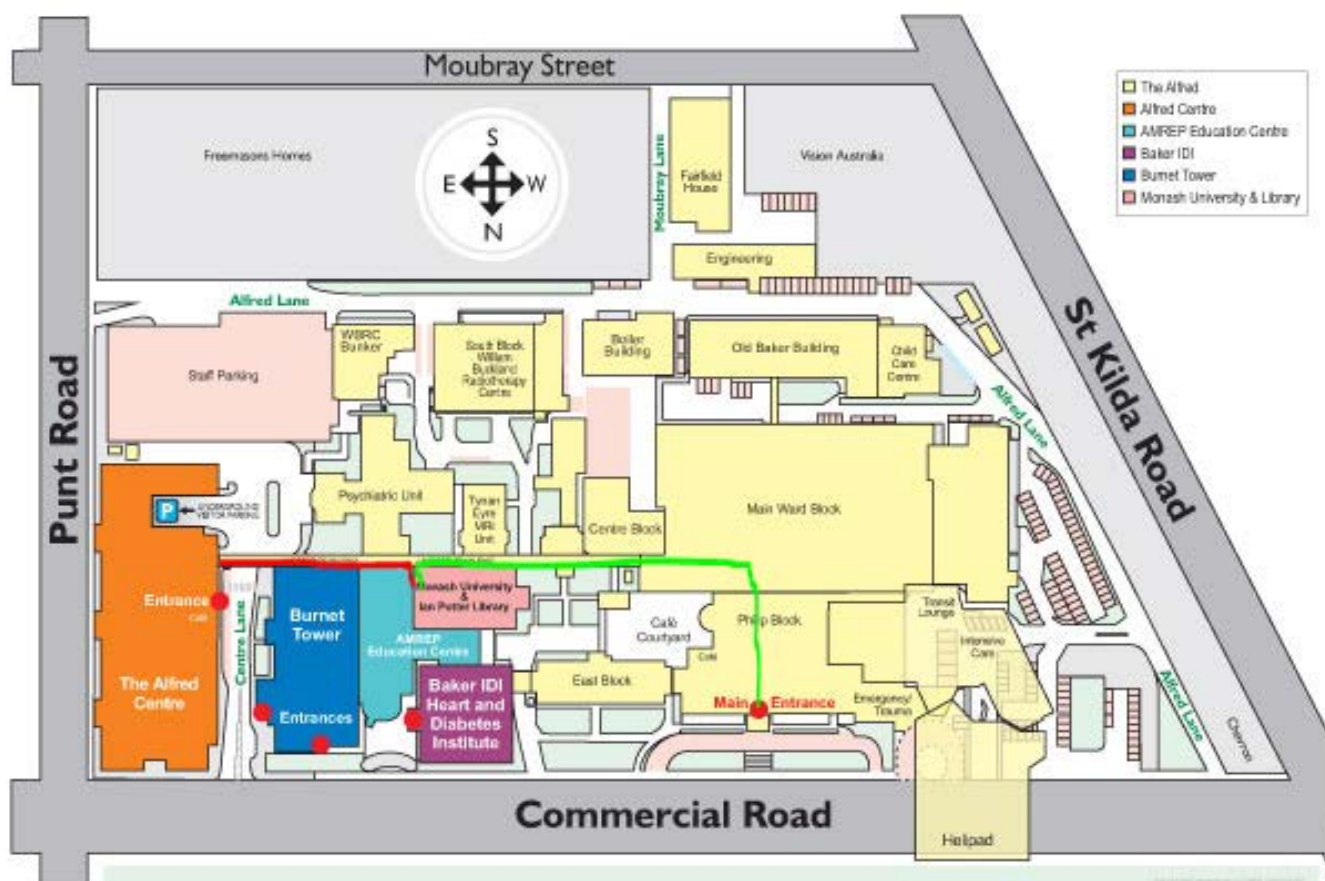 Moubray Street
The Alfred
Alfred Centre
AMREP Education Centre
Baker IDI
Burnet Tower
Monash University & Library
Freemasons Homes
S
E
W
N
Moubray Lane
Fairfield
House
Vision Australia
Engineering
Alfred Lane
Staff Parking
WBRC
Bunker
South Block
William
Buckland
Radiotherapy
Centre
Boiler
Building
Old Baker Building
Child
Care
Centre
Alfred Lane
St Kilda Road
Punt Road
P
UNDERGROUND
VISITOR PARKING
Psychiatric Unit
Tynan
Eyre
MRI
Unit
Centre Block
Main Ward Block
Entrance
Café
The Alfred
Centre
Centre Lane
Burnet
Tower
Entrances
Monash University
&
Ian Potter Library
AMREP
Education Centre
Baker IDI
Heart and
Diabetes
Institute
East Block
Café
Courtyard
Philip Block
Café
Main Entrance
Transit
Lounge
Intensive
Care
Emergency/
Trauma
Alfred Lane
Chevron
Commercial Road
Helipad